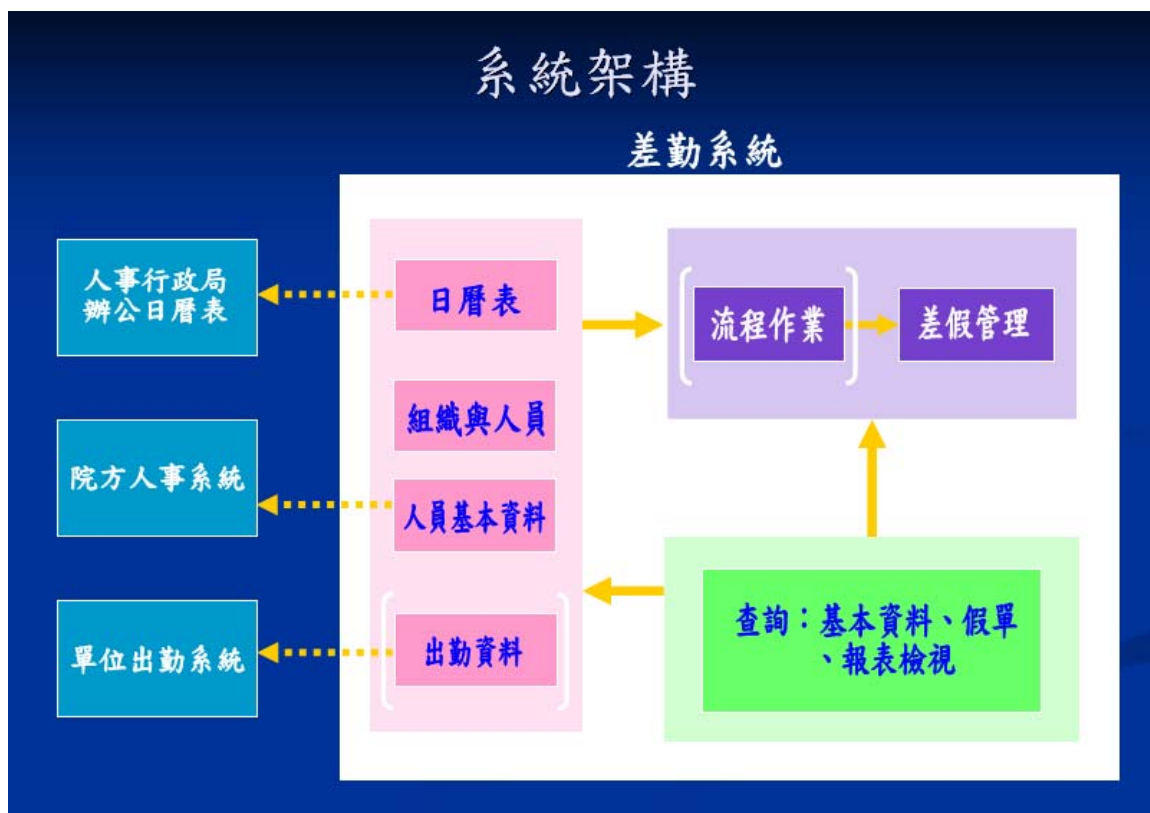 系統架構
差勤系統
人事行政局
辦公日曆表
院方人事系統
單位出勤系統
日曆表
組織與人員
人員基本資料
出勤資料
流程作業
差假管理
查詢：基本資料、假單
、報表檢視